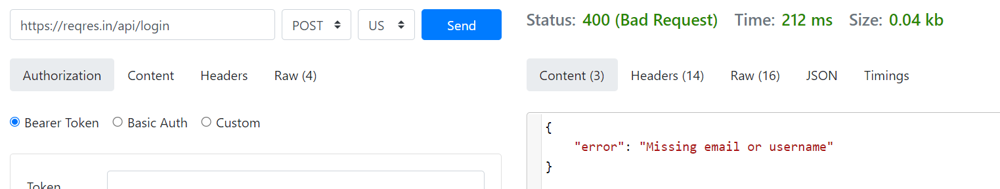 https://reqres.in/api/login POST US Send
Status: 400 (Bad Request) Time: 212 ms Size: 0.04 kb
Authorization Content Headers Raw (4)
Content (3) Headers (14) Raw (16) JSON Timings
Bearer Token Basic Auth Custom
{
"error": "Missing email or username"
}
Token